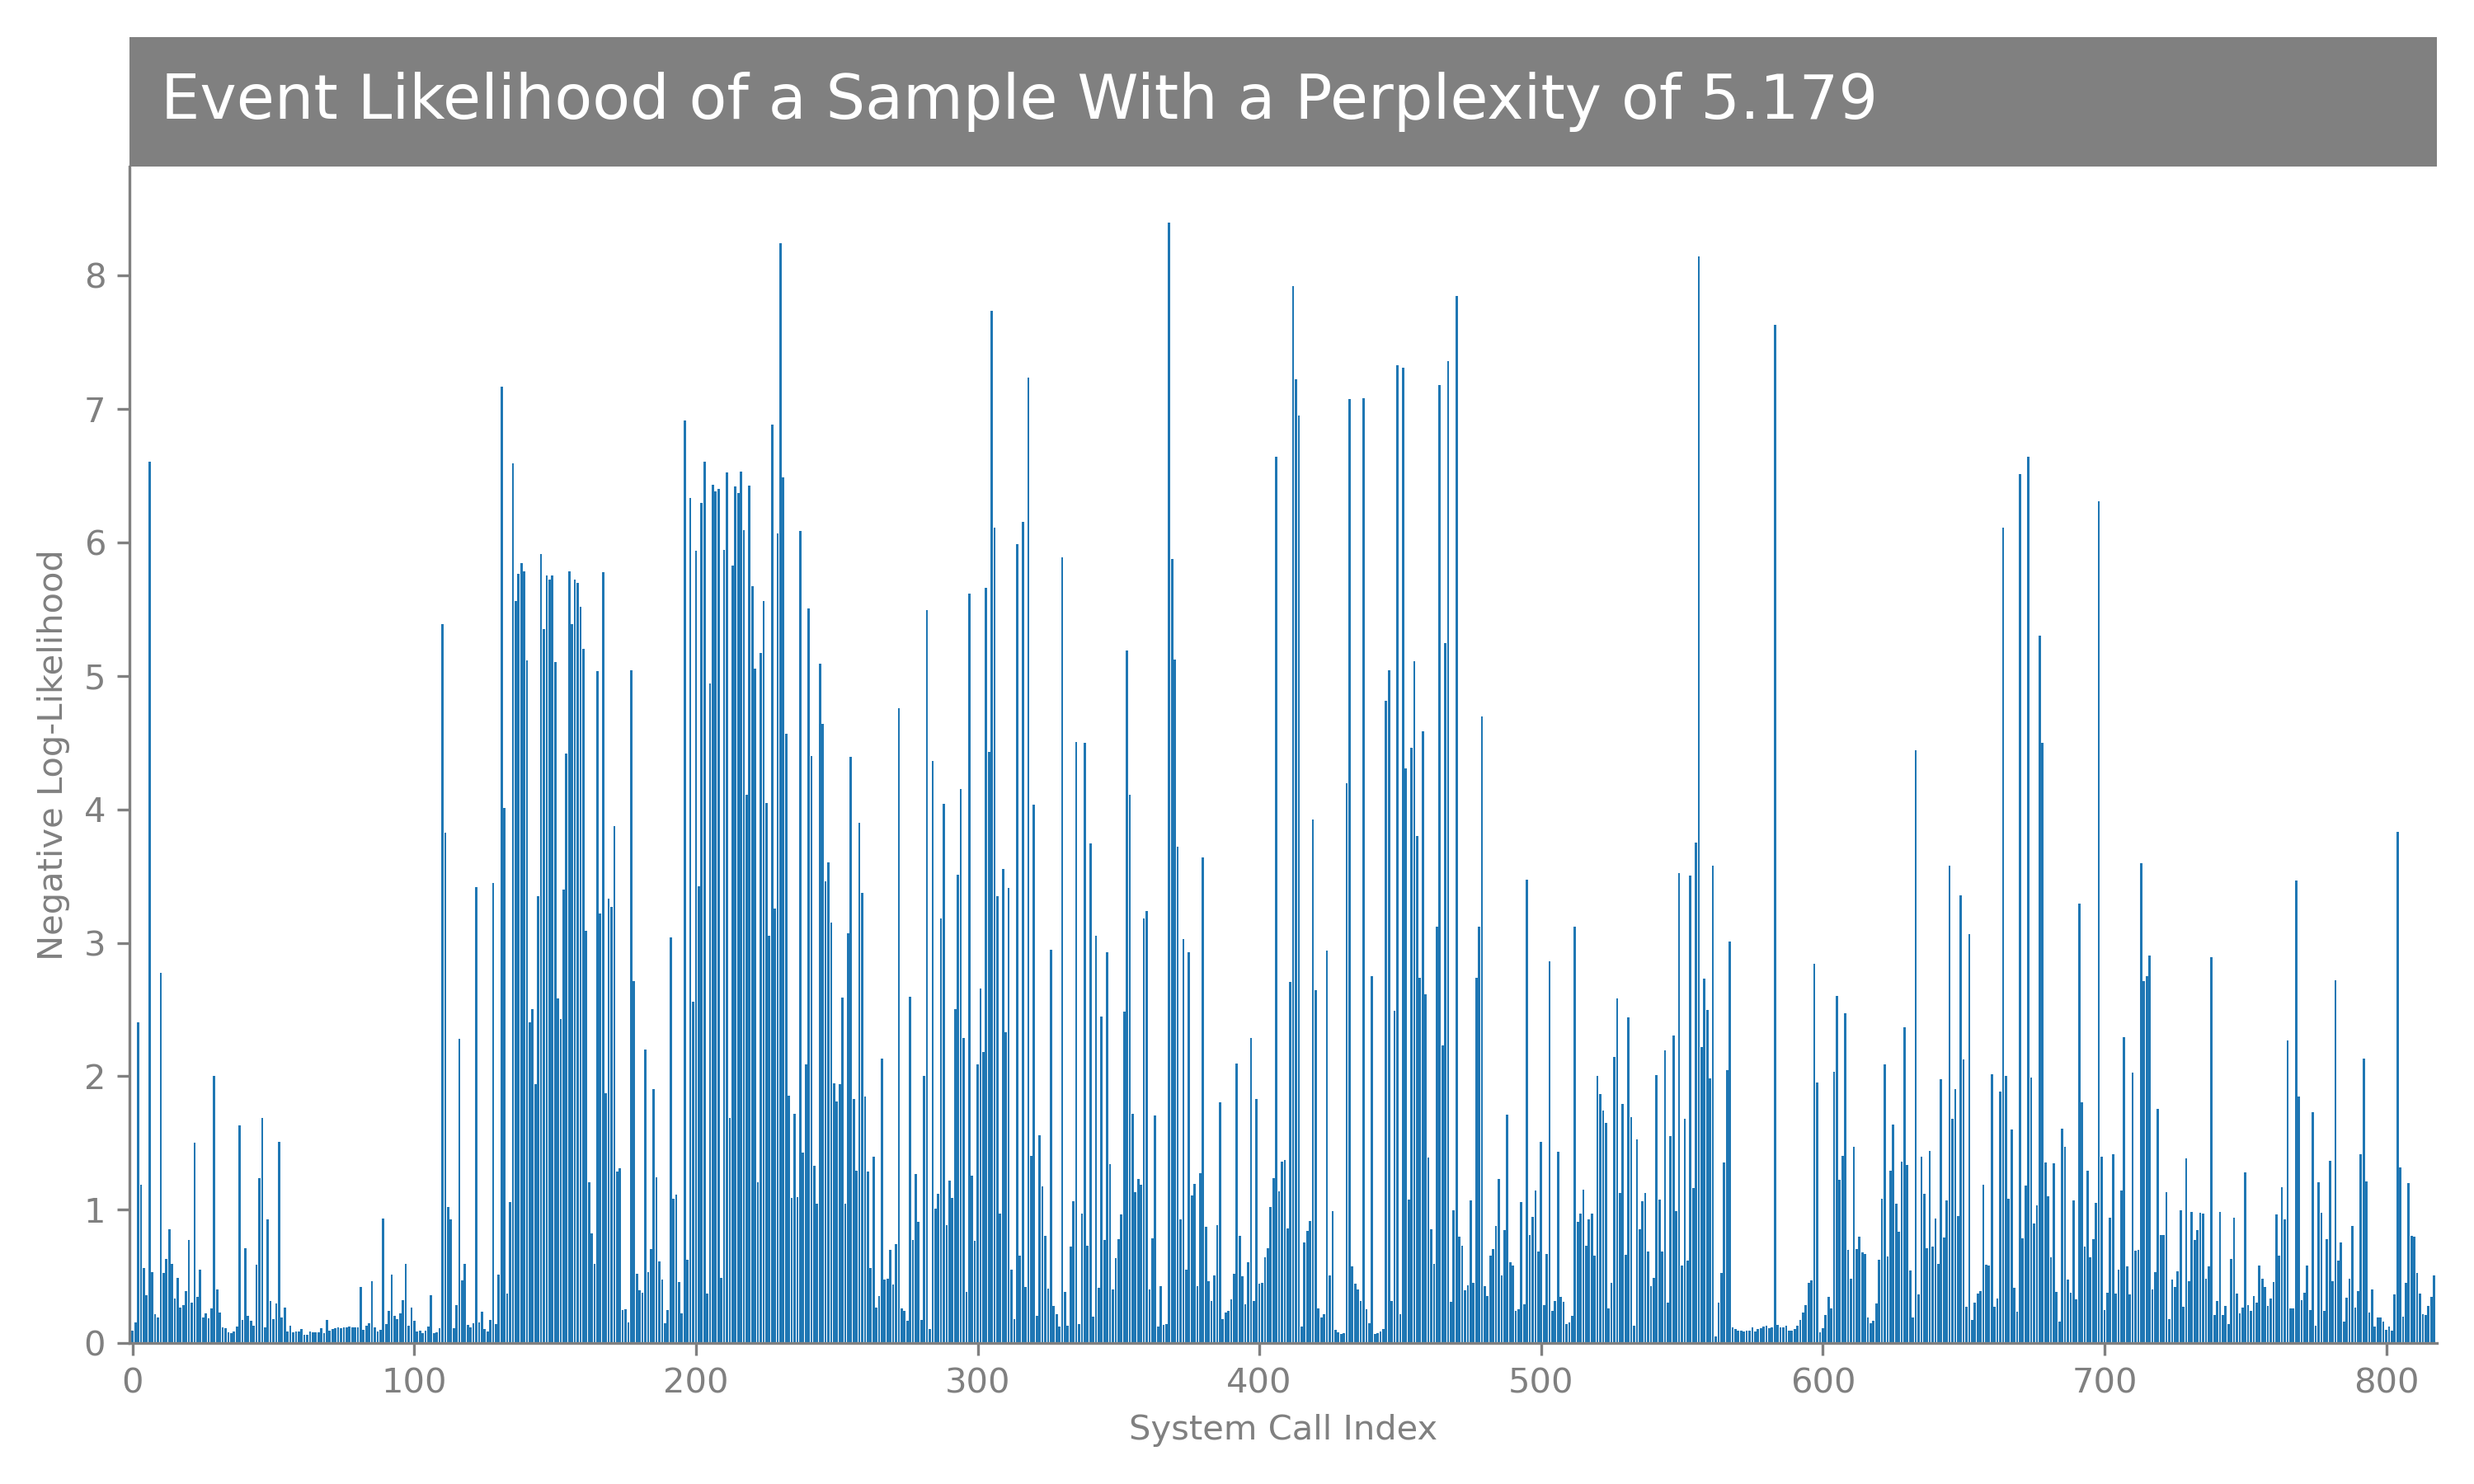 Event Likelihood of a Sample With a Perplexity of 5.179
Negative Log-Likelihood
8
7
6
5
4
3
2
1
0
0 100 200 300 400 500 600 700 800
System Call Index